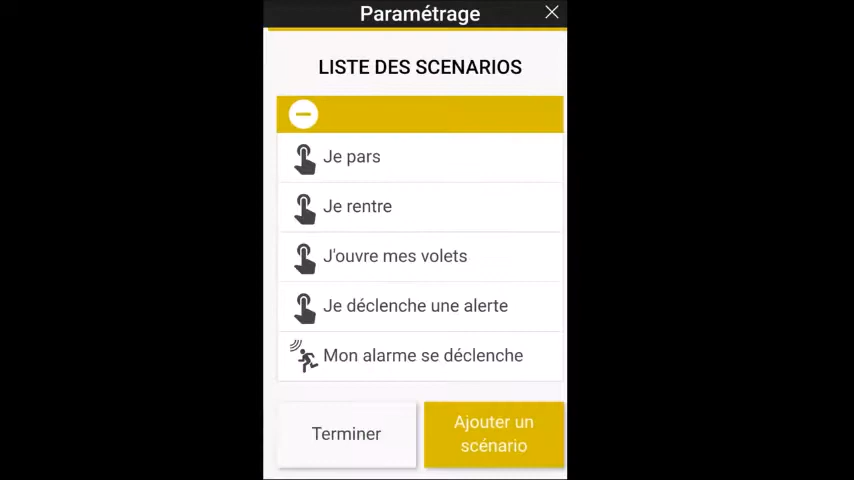 Paramétrage
LISTE DES SCENARIOS
Je pars
Je rentre
J'ouvre mes volets
Je déclenche une alerte
Mon alarme se déclenche
Terminer
Ajouter un
scénario